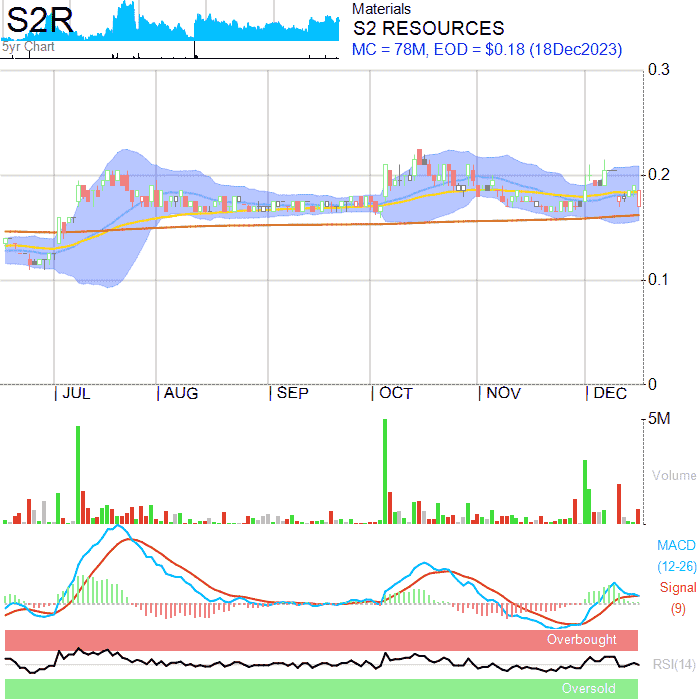 S2R
5yr Chart
Materials
S2 RESOURCES
MC = 78M, EOD = $0.18 (18Dec2023)
0.3
0.2
0.1
0
JUL AUG SEP OCT NOV DEC
5M
Volume
MACD
(12-26)
Signal
(9)
Overbought
RSI(14)
Oversold